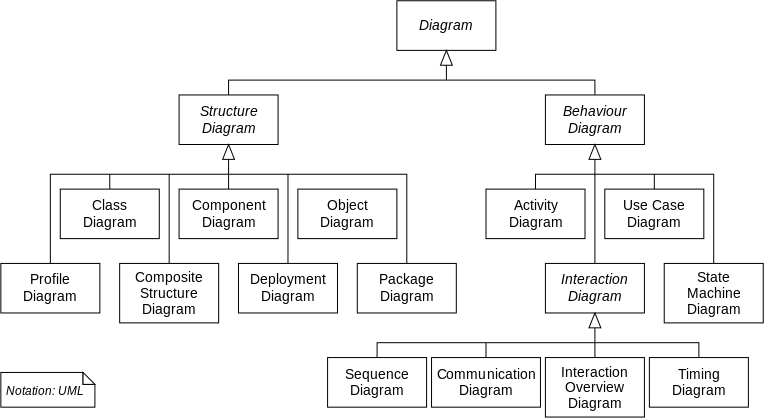 Diagram
Structure
Diagram
Behaviour
Diagram
Class
Diagram
Component
Diagram
Object
Diagram
Activity
Diagram
Use Case
Diagram
Profile
Diagram
Composite
Structure
Diagram
Deployment
Diagram
Package
Diagram
Interaction
Diagram
State
Machine
Diagram
Sequence
Diagram
Communication
Diagram
Interaction
Overview
Diagram
Timing
Diagram
Notation: UML